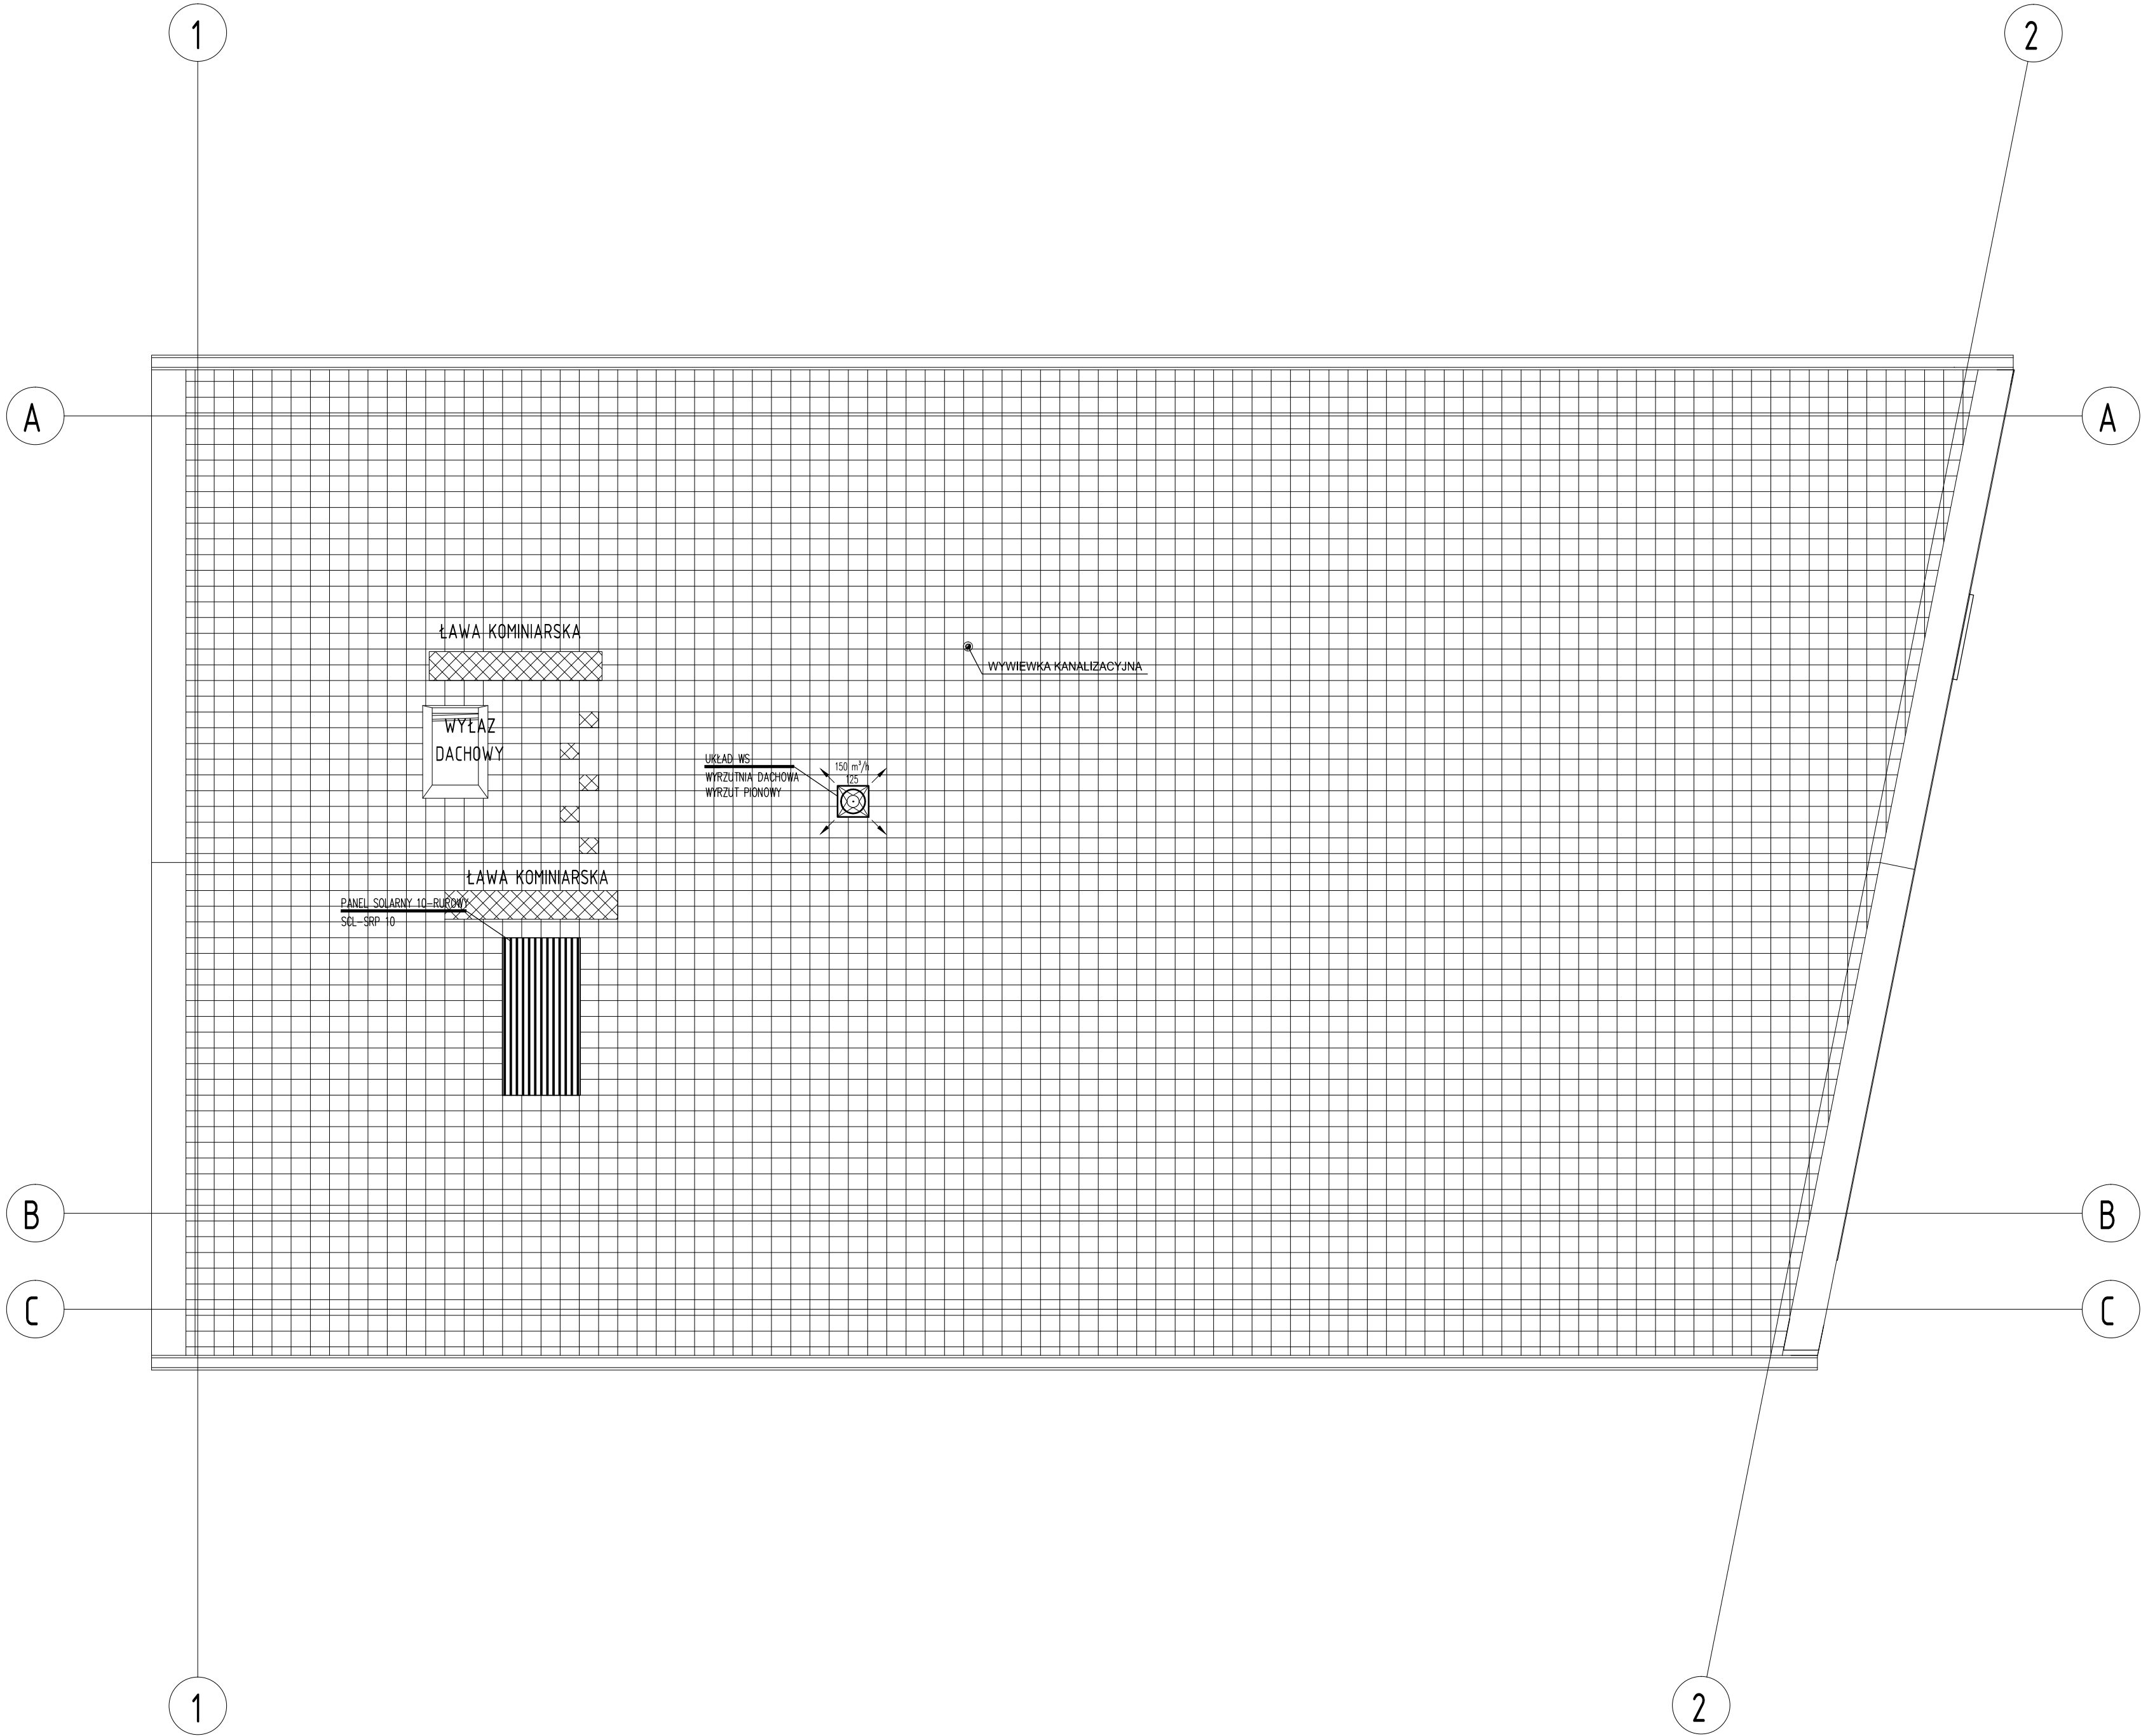 1
2
A
A
ŁAWA KOMINIARSKA
WYWIEWKA KANALIZACYJNA
WYŁAZ
DACHOWY
UKŁAD WS
WYRZUTNIA DACHOWA
WYRZUT PIONOWY
150 m³/h
125
ŁAWA KOMINIARSKA
PANEL SOLARNY 10-RUROWY
SCL-SRP 10
B
B
C
C
1
2